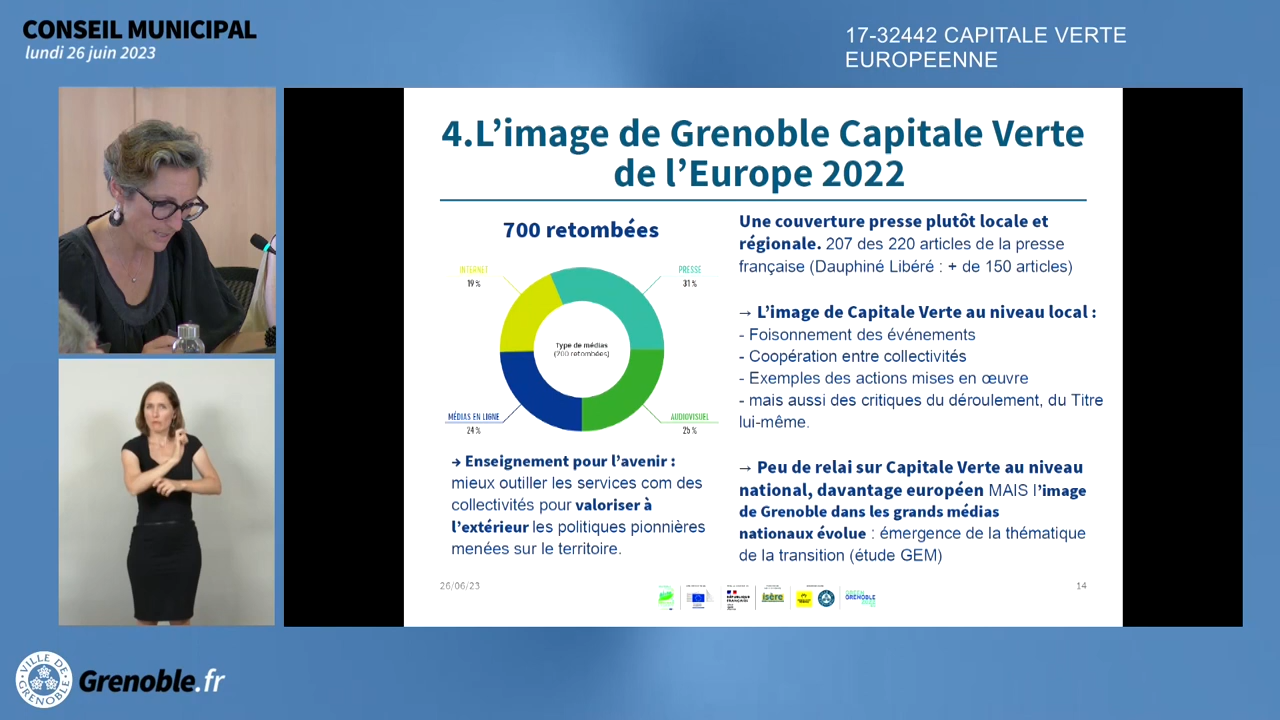 CONSEIL MUNICIPAL
lundi 26 juin 2023
17-32442 CAPITALE VERTE
EUROPEENNE
4.L’image de Grenoble Capitale Verte
de l’Europe 2022
700 retombées
INTERNET
19 %
PRESSE
31 %
Type de médias
(700 retombées)
MÉDIAS EN LIGNE
24 %
AUDIOVISUEL
25 %
→ Enseignement pour l’avenir :
mieux outiller les services com des
collectivités pour valoriser à
l’extérieur les politiques pionnières
menées sur le territoire.
Une couverture presse plutôt locale et
régionale. 207 des 220 articles de la presse
française (Dauphiné Libéré : + de 150 articles)
→ L’image de Capitale Verte au niveau local :
- Foisonnement des événements
- Coopération entre collectivités
- Exemples des actions mises en œuvre
- mais aussi des critiques du déroulement, du Titre
lui-même.
→ Peu de relai sur Capitale Verte au niveau
national, davantage européen MAIS l’image
de Grenoble dans les grands médias
nationaux évolue : émergence de la thématique
de la transition (étude GEM)
26/06/23
isère
14
VILLE DE
GRENOBLE
Grenoble.fr